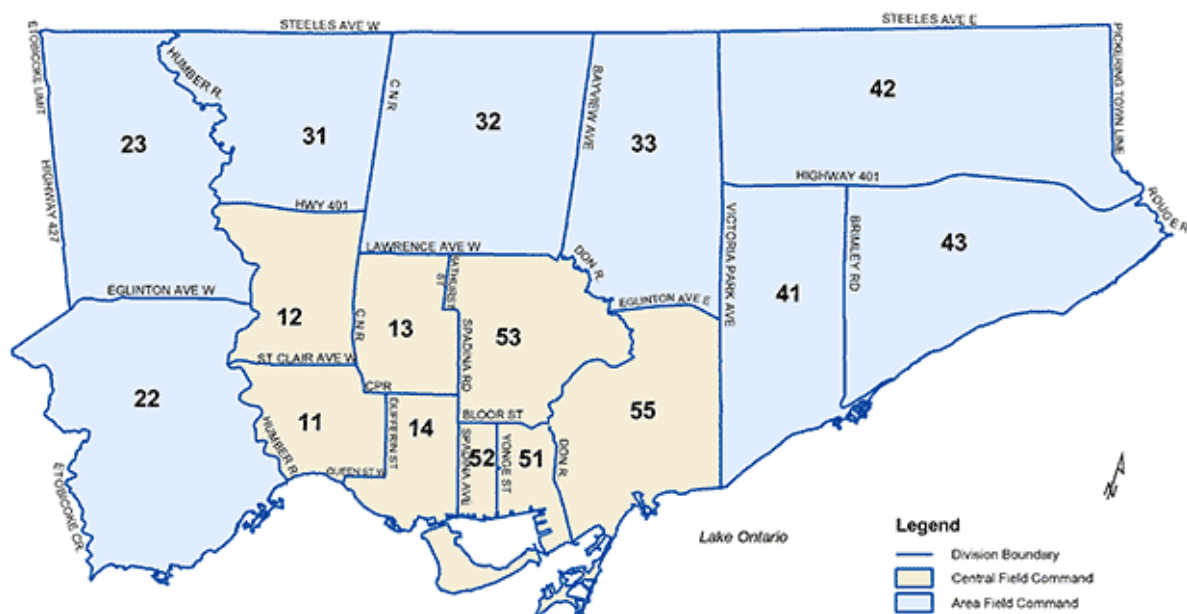 STEELES AVE W
STEELES AVE E
ETOBICOKE LIMIT
HUMBER R.
C N R
BAYVIEW AVE
PICKERING TOWN LINE
42
32
23
31
33
HIGHWAY 427
HIGHWAY 401
HWY 401
ROUGE R.
VICTORIA PARK AVE
BRIMLEY RD
43
LAWRENCE AVE W
DON R.
BATHURST ST
EGLINTON AVE W
EGLINTON AVE E
41
12
C N R
13
SPADINA RD
53
ST CLAIR AVE W
CPR
22
11
DUFFERIN ST
14
BLOOR ST
55
HUMBER R.
QUEEN ST W
SPADINA AVE
52
YONGE ST
51
DON R.
ETOBICOKE CR.
N
Lake Ontario
Legend
Division Boundary
Central Field Command
Area Field Command